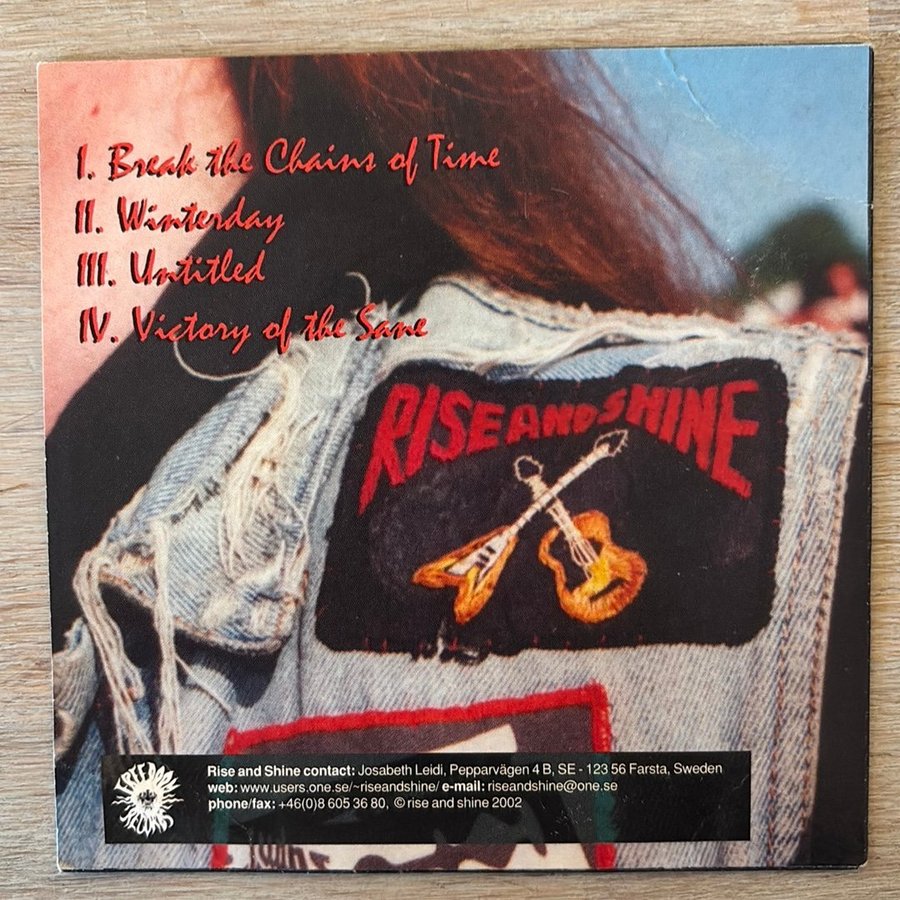 I. Break the Chains of Time
II. Winterday
III. Untitled
IV. Victory of the Sane
RISE AND SHINE
Rise and Shine contact: Josabeth Leidi, Pepparvägen 4 B, SE - 123 56 Farsta, Sweden
web: www.users.one.se/~riseandshine/ e-mail: riseandshine@one.se
phone/fax: +46(0)8 605 36 80, © rise and shine 2002
RECORDS